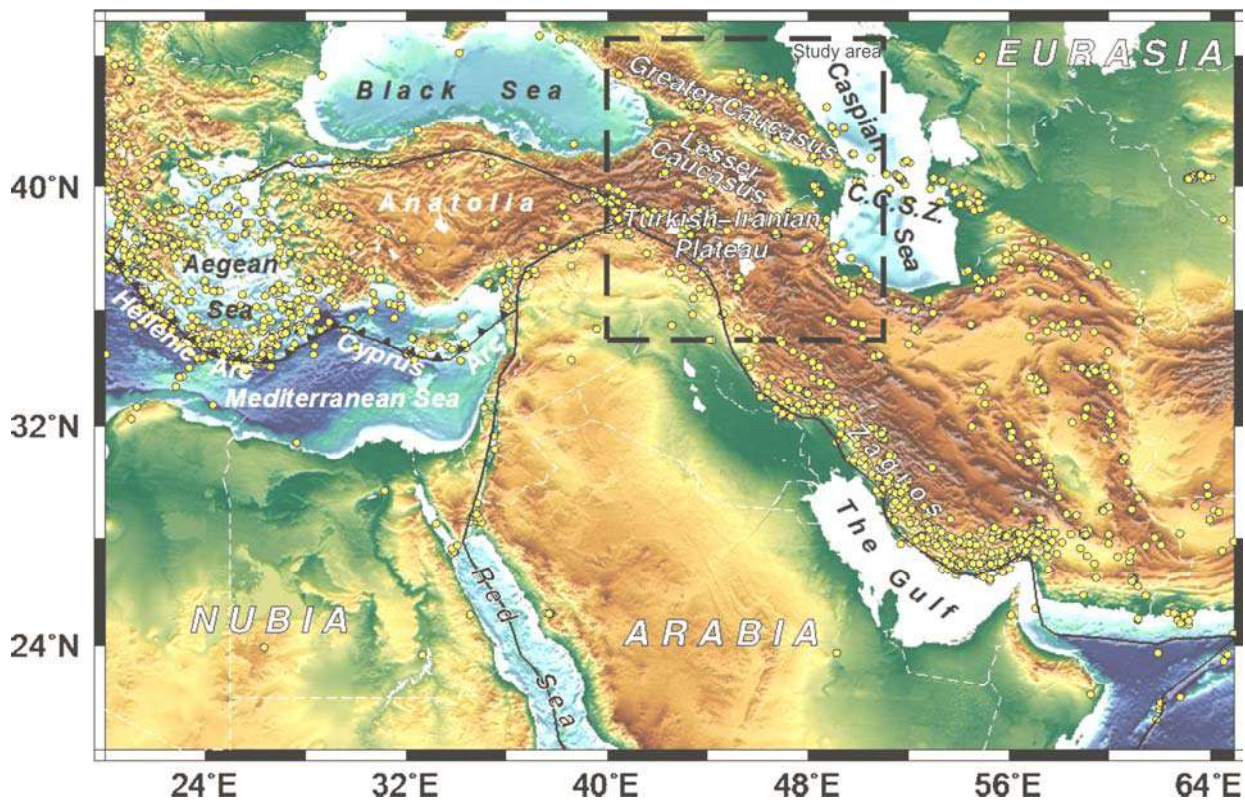 Study area
EURASIA
Black Sea
Greater Caucasus
Caspian
Sea
Lesser
Caucasus
40°N
C.C.S.Z.
Anatolia
Turkish-Iranian
Plateau
Aegean
Sea
Hellenic
Arc
Cyprus Arc
Mediterranean Sea
32°N
Zagros
The Gulf
Red Sea
NUBIA
ARABIA
24°N
24°E
32°E
40°E
48°E
56°E
64°E